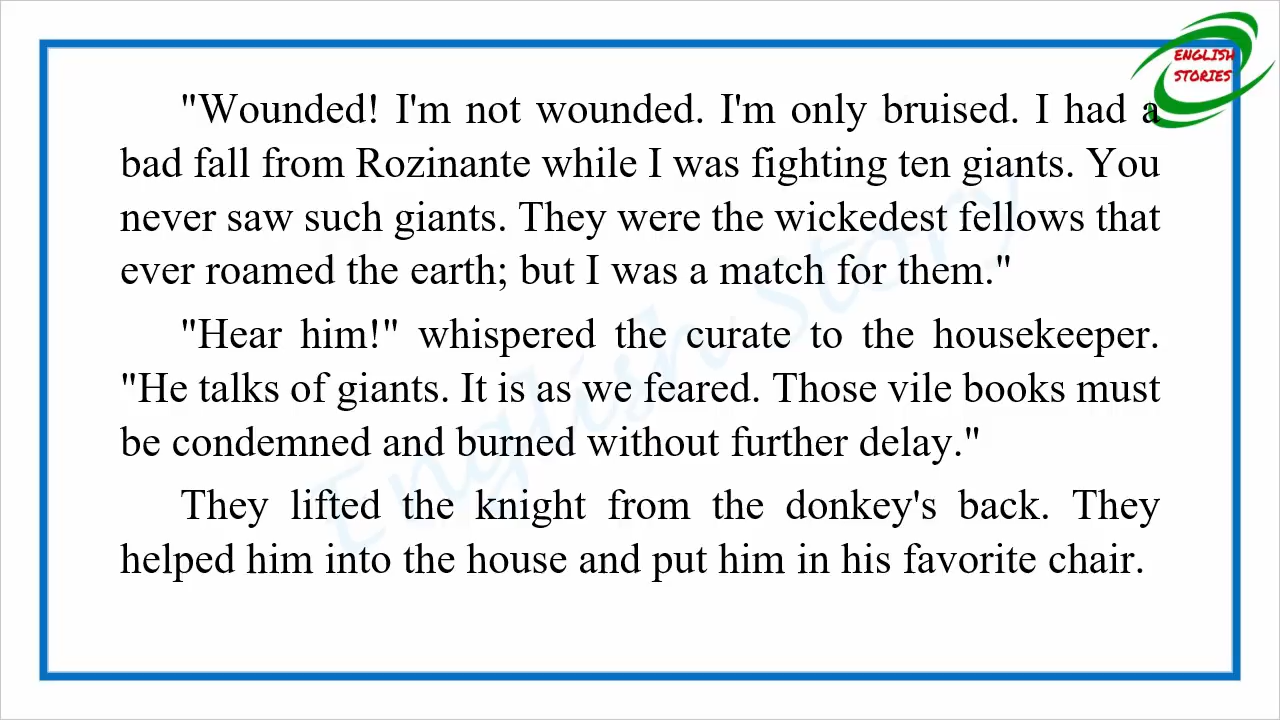 ENGLISH
STORIES
"Wounded! I'm not wounded. I'm only bruised. I had a
bad fall from Rozinante while I was fighting ten giants. You
never saw such giants. They were the wickedest fellows that
ever roamed the earth; but I was a match for them."
"Hear him!" whispered the curate to the housekeeper.
"He talks of giants. It is as we feared. Those vile books must
be condemned and burned without further delay."
They lifted the knight from the donkey's back. They
helped him into the house and put him in his favorite chair.
English Story